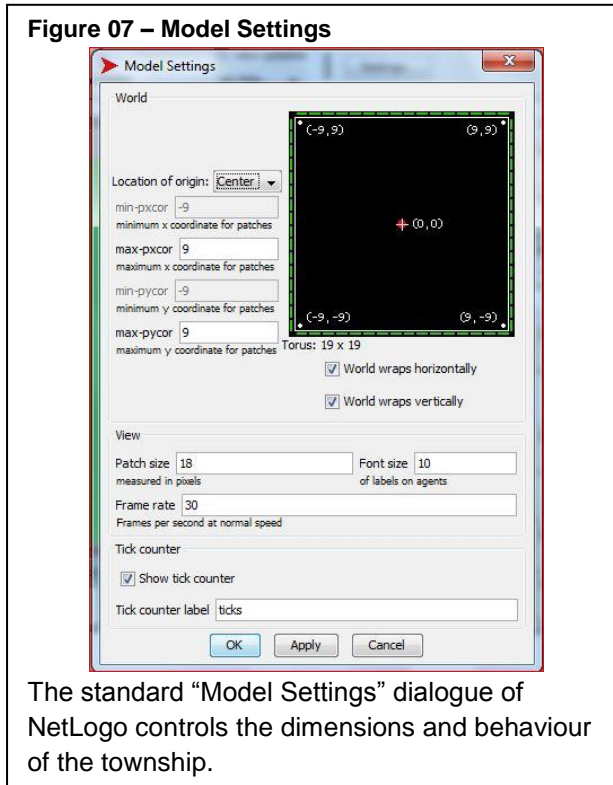 Figure 07 – Model Settings
Model Settings
World
(-9,9) (9,9)
Location of origin: Center
min-pxcor -9
minimum x coordinate for patches
(0,0)
max-pxcor 9
maximum x coordinate for patches
min-pycor -9
minimum y coordinate for patches
(-9,-9) (9,-9)
max-pycor 9
maximum y coordinate for patches
Torus: 19 x 19
World wraps horizontally
World wraps vertically
View
Patch size 18 Font size 10
measured in pixels of labels on agents
Frame rate 30
Frames per second at normal speed
Tick counter
Show tick counter
Tick counter label ticks
OK Apply Cancel
The standard “Model Settings” dialogue of
NetLogo controls the dimensions and behaviour
of the township.